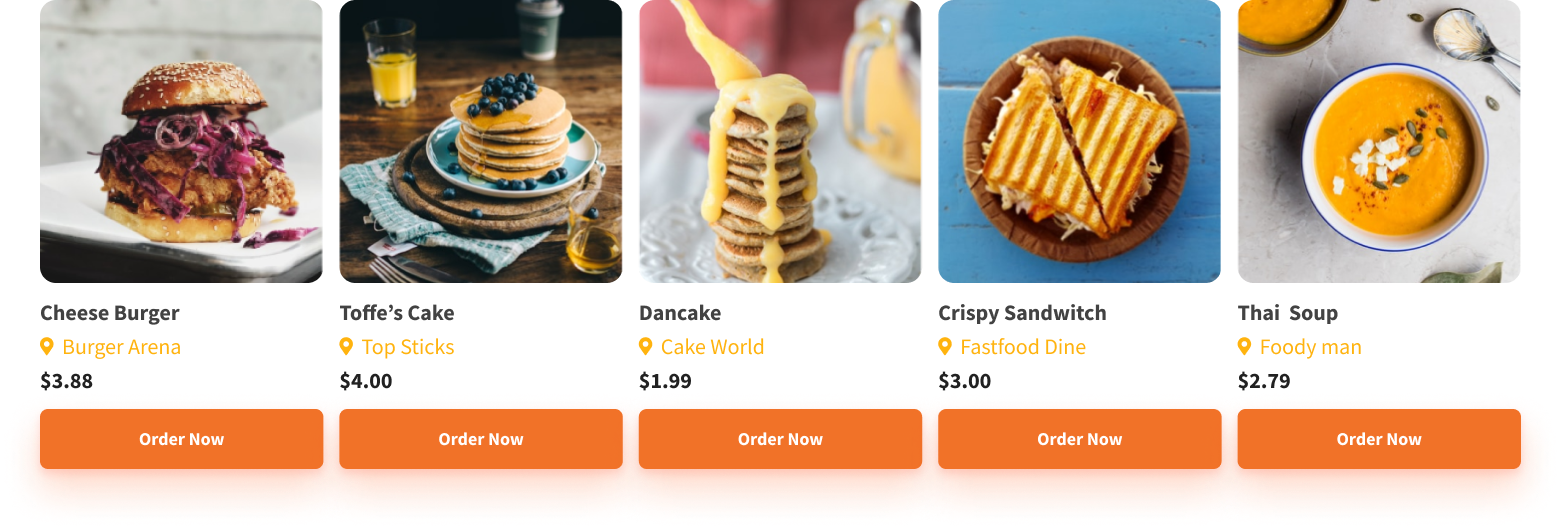 Cheese Burger
Burger Arena
$3.88
Order Now
Toffe’s Cake
Top Sticks
$4.00
Order Now
Dancake
Cake World
$1.99
Order Now
Crispy Sandwitch
Fastfood Dine
$3.00
Order Now
Thai  Soup
Foody man
$2.79
Order Now